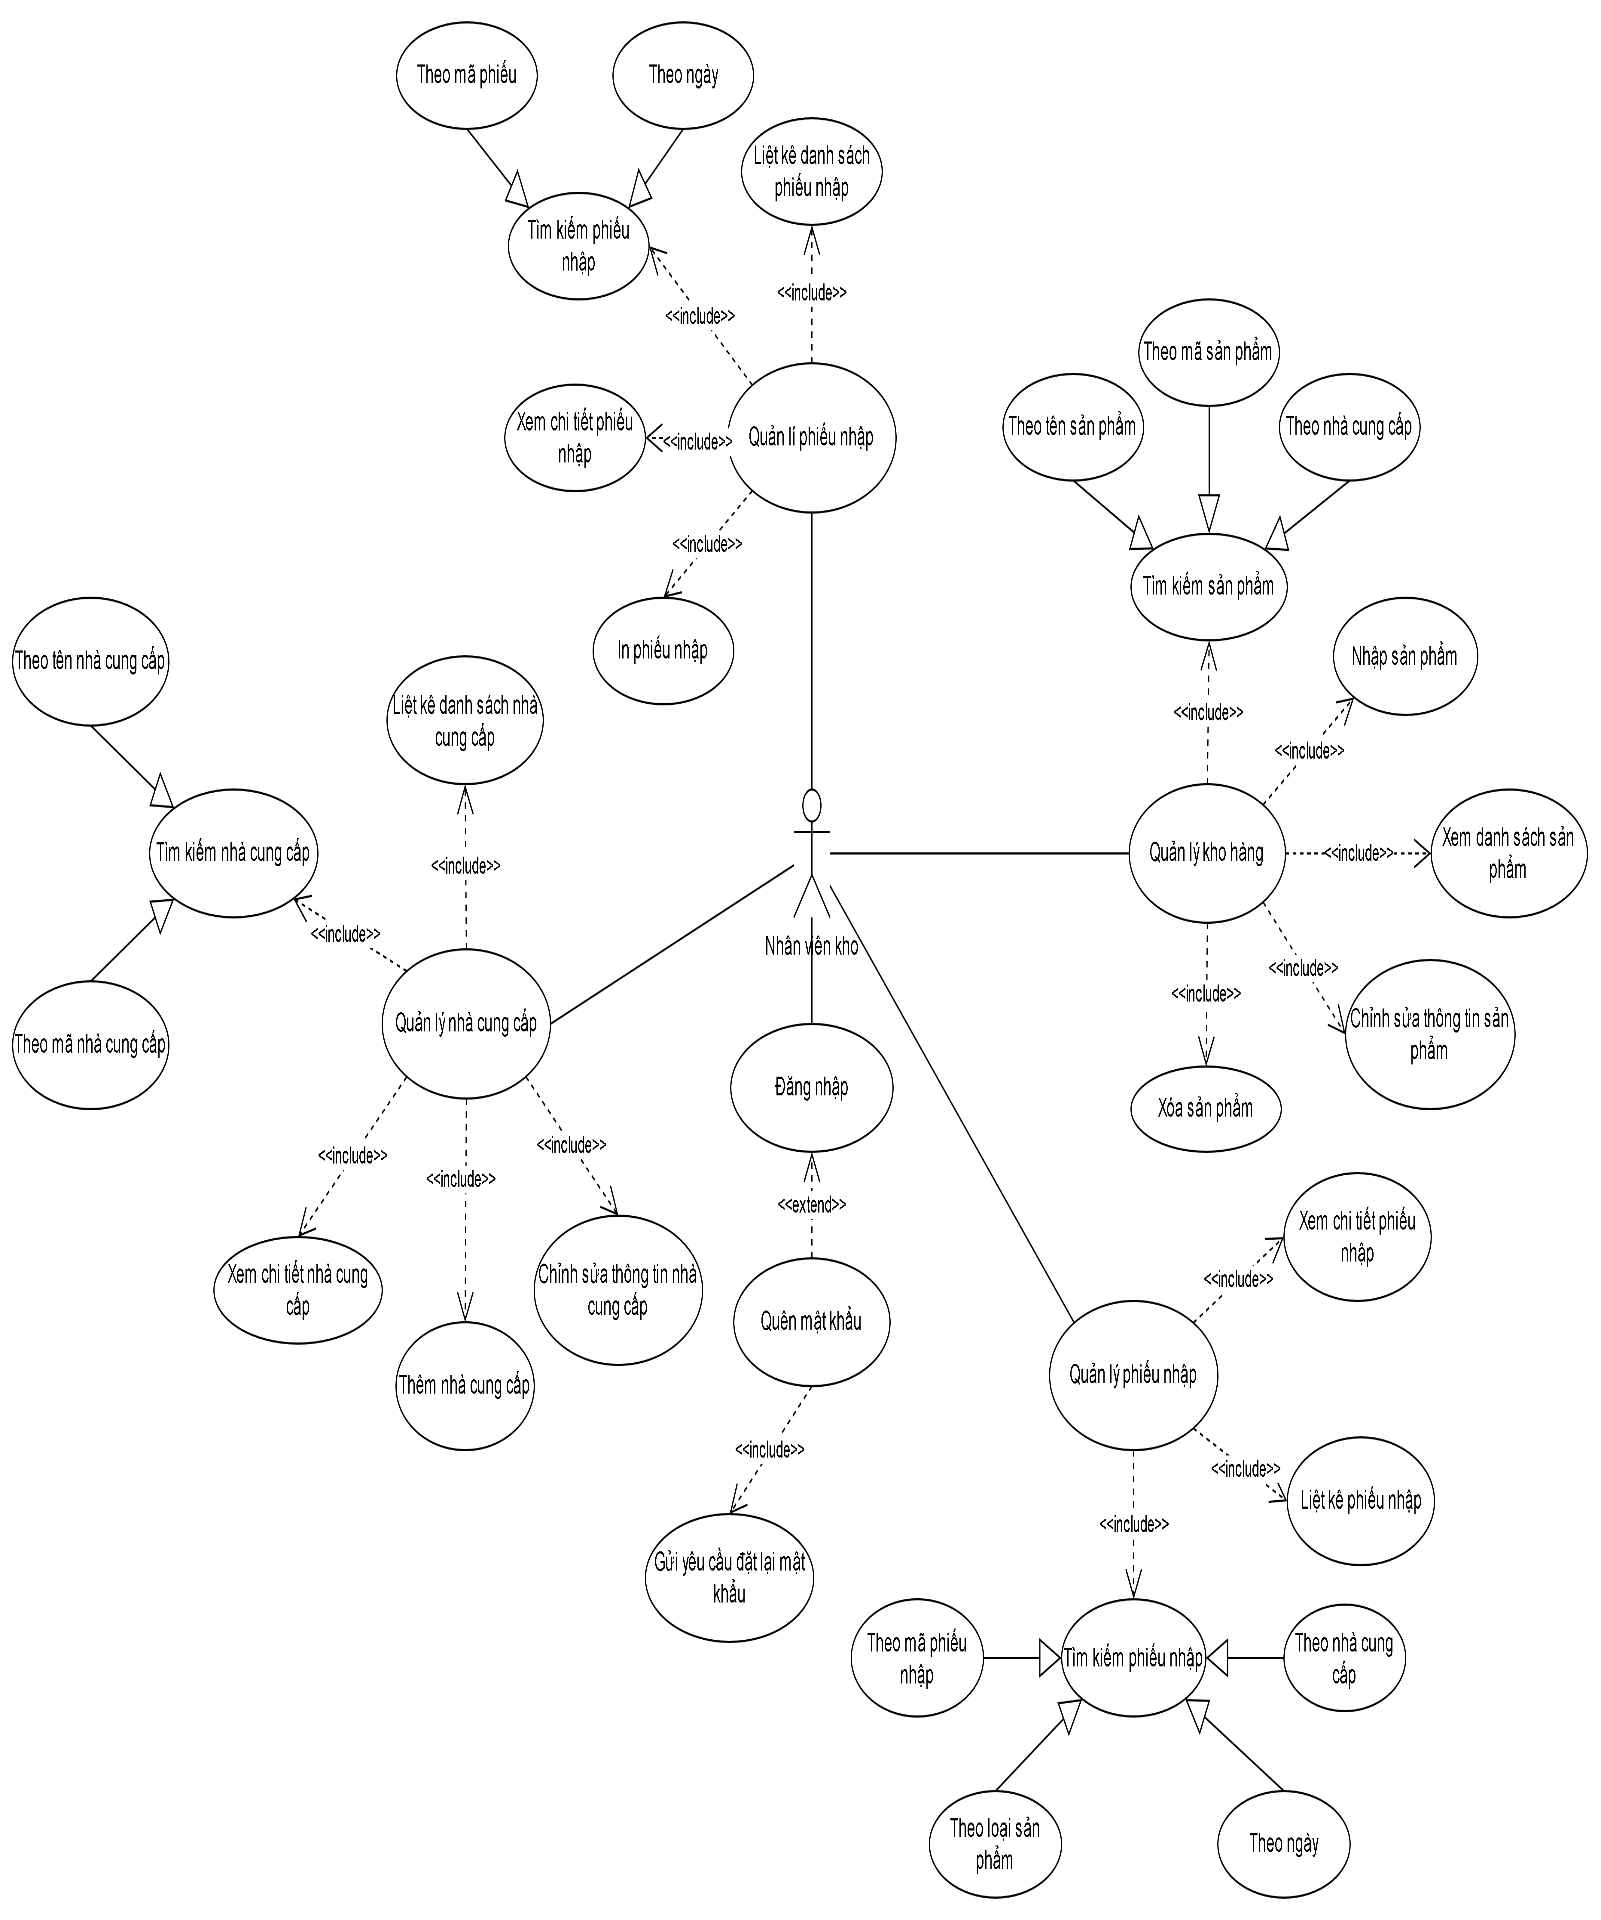 Theo mã phiếu
Theo ngày
Liệt kê danh sách
phiếu nhập
Tìm kiếm phiếu
nhập
<<include>>
<<include>>
Theo mã sản phẩm
Theo tên sản phẩm
Theo nhà cung cấp
Xem chi tiết phiếu
nhập
<<include>>
Quản lí phiếu nhập
<<include>>
Tìm kiếm sản phẩm
In phiếu nhập
Nhập sản phẩm
Theo tên nhà cung cấp
Liệt kê danh sách nhà
cung cấp
<<include>>
<<include>>
Tìm kiếm nhà cung cấp
<<include>>
Quản lý kho hàng
<<include>>
Xem danh sách sản
phẩm
<<include>>
Nhân viên kho
<<include>>
<<include>>
Quản lý nhà cung cấp
Theo mã nhà cung cấp
Chỉnh sửa thông tin sản
phẩm
Đăng nhập
Xóa sản phẩm
<<include>>
<<include>>
<<include>>
<<extend>>
Xem chi tiết phiếu
nhập
<<include>>
Xem chi tiết nhà cung
cấp
Chỉnh sửa thông tin nhà
cung cấp
Quên mật khẩu
Thêm nhà cung cấp
Quản lý phiếu nhập
<<include>>
<<include>>
Liệt kê phiếu nhập
<<include>>
Gửi yêu cầu đặt lại mật
khẩu
Theo mã phiếu
nhập
Tìm kiếm phiếu nhập
Theo nhà cung
cấp
Theo loại sản
phẩm
Theo ngày